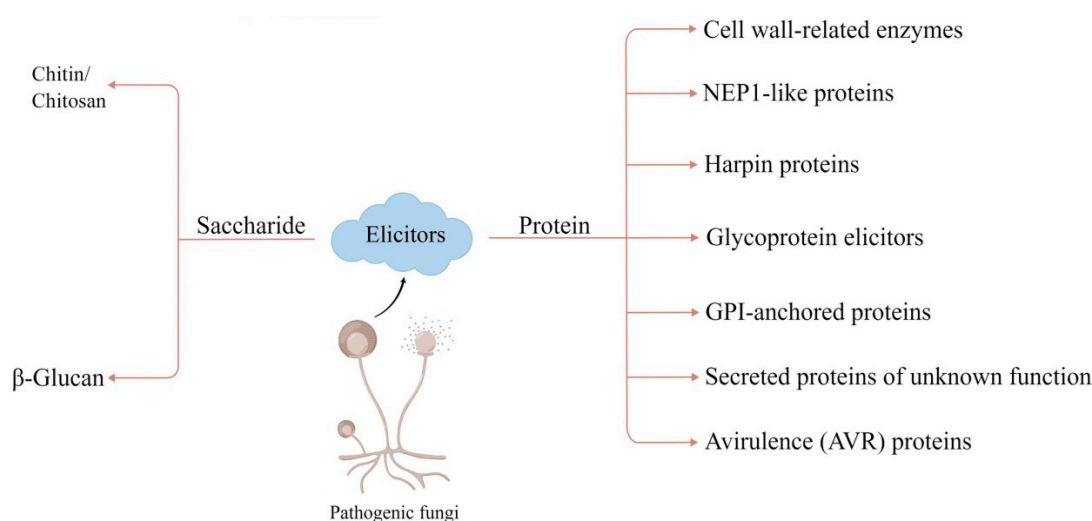 Chitin/
Chitosan
β-Glucan
Saccharide
Elicitors
Protein
Cell wall-related enzymes
NEP1-like proteins
Harpin proteins
Glycoprotein elicitors
GPI-anchored proteins
Secreted proteins of unknown function
Avirulence (AVR) proteins
Pathogenic fungi